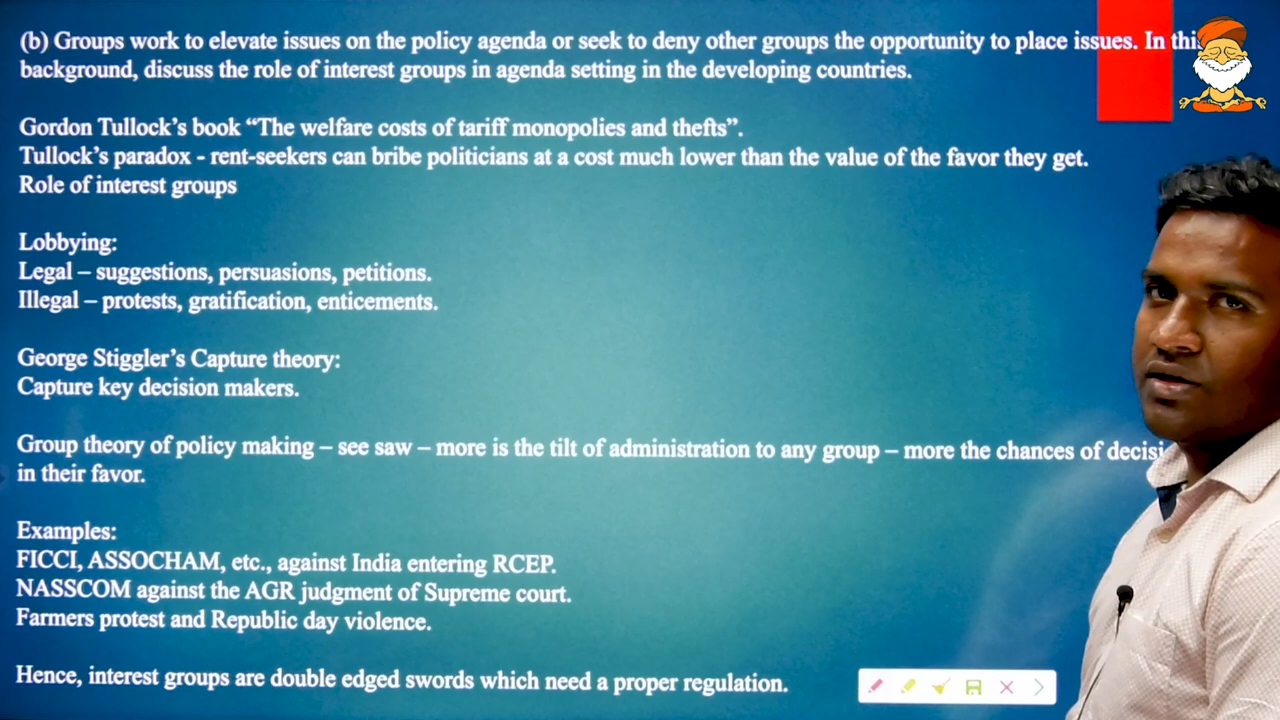 (b) Groups work to elevate issues on the policy agenda or seek to deny other groups the opportunity to place issues. In this
background, discuss the role of interest groups in agenda setting in the developing countries.
Gordon Tullock’s book “The welfare costs of tariff monopolies and thefts”.
Tullock’s paradox - rent-seekers can bribe politicians at a cost much lower than the value of the favor they get.
Role of interest groups
Lobbying:
Legal – suggestions, persuasions, petitions.
Illegal – protests, gratification, enticements.
George Stiggler’s Capture theory:
Capture key decision makers.
Group theory of policy making – see saw – more is the tilt of administration to any group – more the chances of
in their favor.
Examples:
FICCI, ASSOCHAM, etc., against India entering RCEP.
NASSCOM against the AGR judgment of Supreme court.
Farmers protest and Republic day violence.
Hence, interest groups are double edged swords which need a proper regulation.